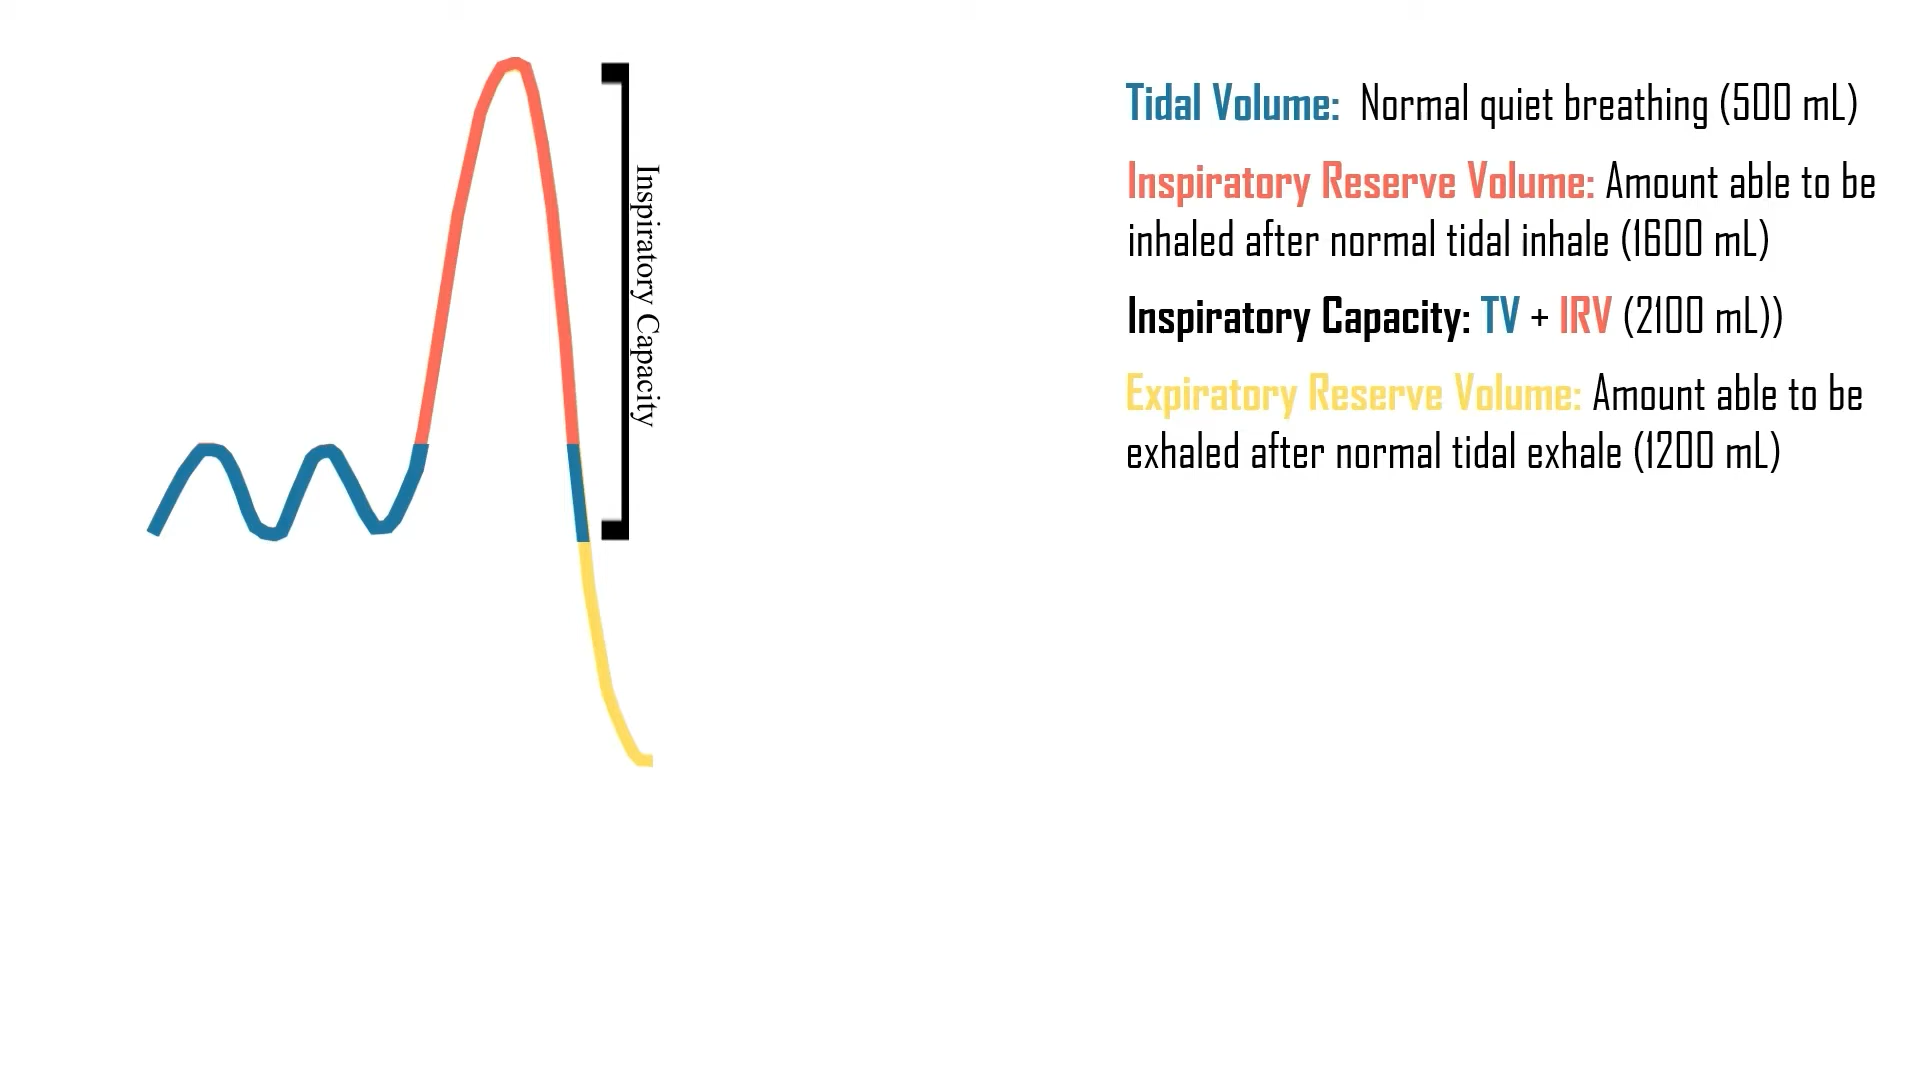 Inspiratory Capacity
Tidal Volume: Normal quiet breathing (500 mL)
Inspiratory Reserve Volume: Amount able to be
inhaled after normal tidal inhale (1600 mL)
Inspiratory Capacity: TV + IRV (2100 mL))
Expiratory Reserve Volume: Amount able to be
exhaled after normal tidal exhale (1200 mL)